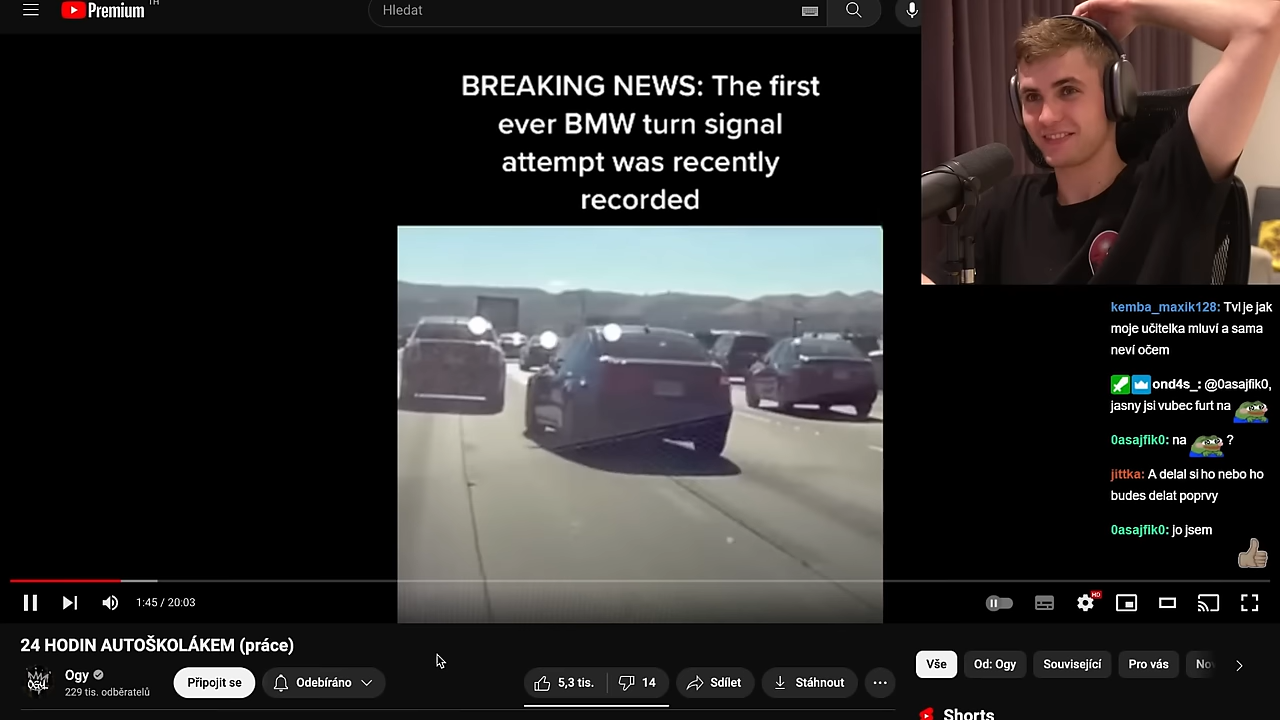 Premium TH
Hledat
BREAKING NEWS: The first
ever BMW turn signal
attempt was recently
recorded
kemba_maxik128: Tvl je jak
moje učitelka mluví a sama
neví očem
ond4s_: @0asajfik0,
jasny jsi vubec furt na
0asajfik0: na ?
jittka: A delal si ho nebo ho
budes delat poprvy
0asajfik0: jo jsem
1:45 / 20:03
HD
24 HODIN AUTOŠKOLÁKEM (práce)
Ogy
229 tis. odběratelů
Připojit se
Odebíráno
5,3 tis.
14
Sdílet
Stáhnout
Vše
Od: Ogy
Související
Pro vás
Shorts